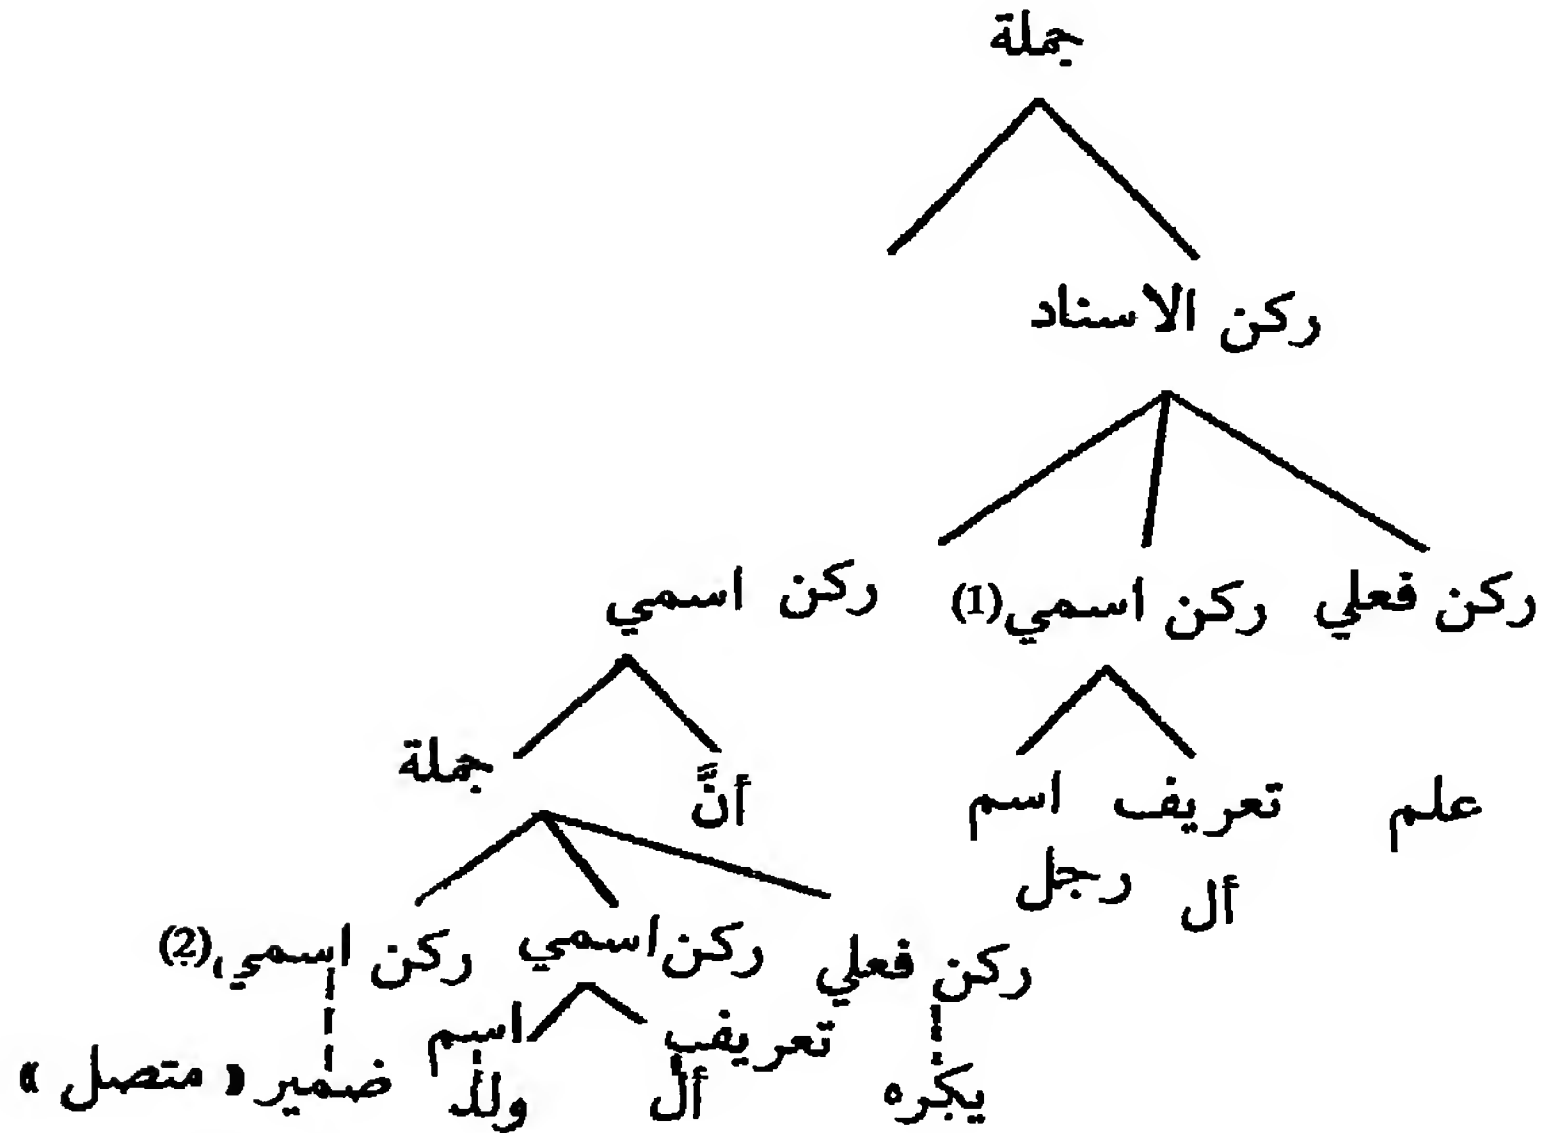 جملة
ركن الاسناد
ركن فعلي ركن اسمي(1) ركن اسمي
علم تعريف اسم أنَّ جملة
أل رجل
ركن فعلي ركن اسمي ركن اسمي(2)
تعريف اسم
يكره أل ولد ضمير « متصل »